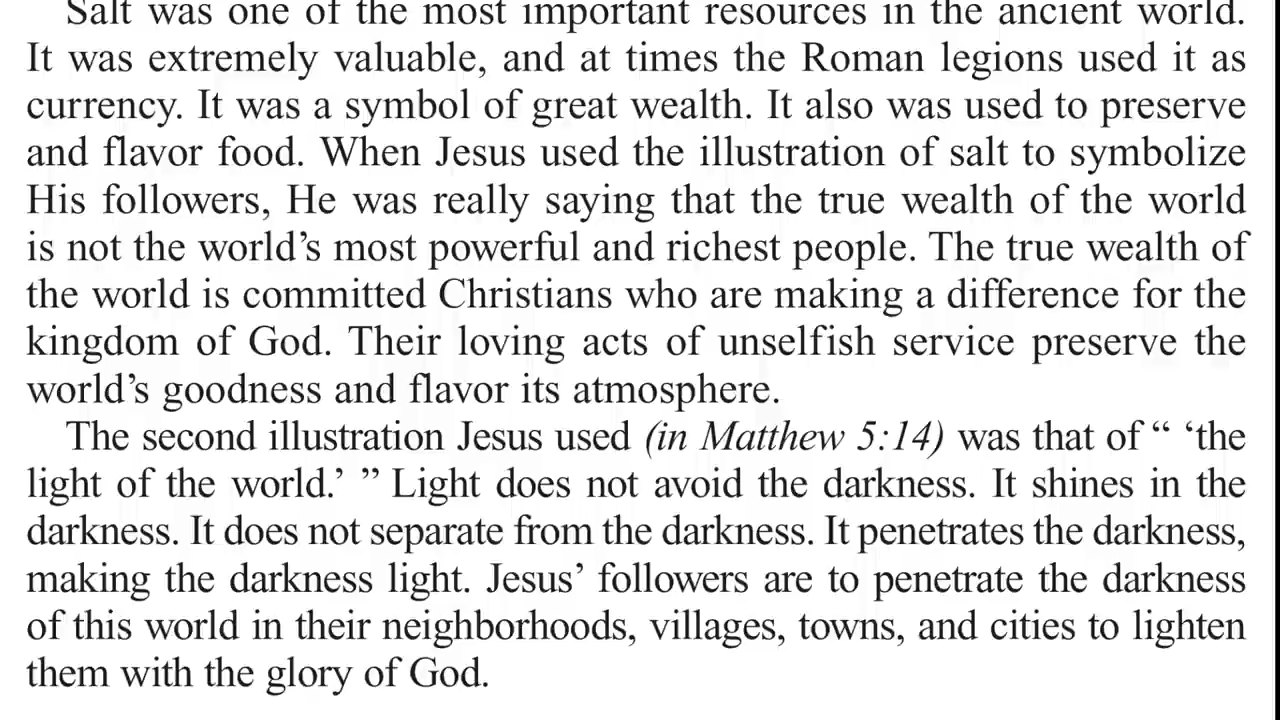 Salt was one of the most important resources in the ancient world.
It was extremely valuable, and at times the Roman legions used it as
currency. It was a symbol of great wealth. It also was used to preserve
and flavor food. When Jesus used the illustration of salt to symbolize
His followers, He was really saying that the true wealth of the world
is not the world’s most powerful and richest people. The true wealth of
the world is committed Christians who are making a difference for the
kingdom of God. Their loving acts of unselfish service preserve the
world’s goodness and flavor its atmosphere.
The second illustration Jesus used (in Matthew 5:14) was that of “ ‘the
light of the world.’ ” Light does not avoid the darkness. It shines in the
darkness. It does not separate from the darkness. It penetrates the darkness,
making the darkness light. Jesus’ followers are to penetrate the darkness
of this world in their neighborhoods, villages, towns, and cities to lighten
them with the glory of God.